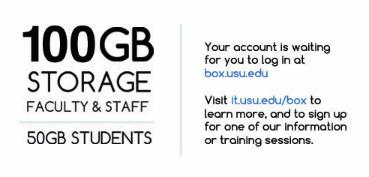 100GB
STORAGE
FACULTY & STAFF
50GB STUDENTS
Your account is waiting
for you to log in at
box.usu.edu
Visit it.usu.edu/box to
learn more, and to sign up
for one of our information
or training sessions.